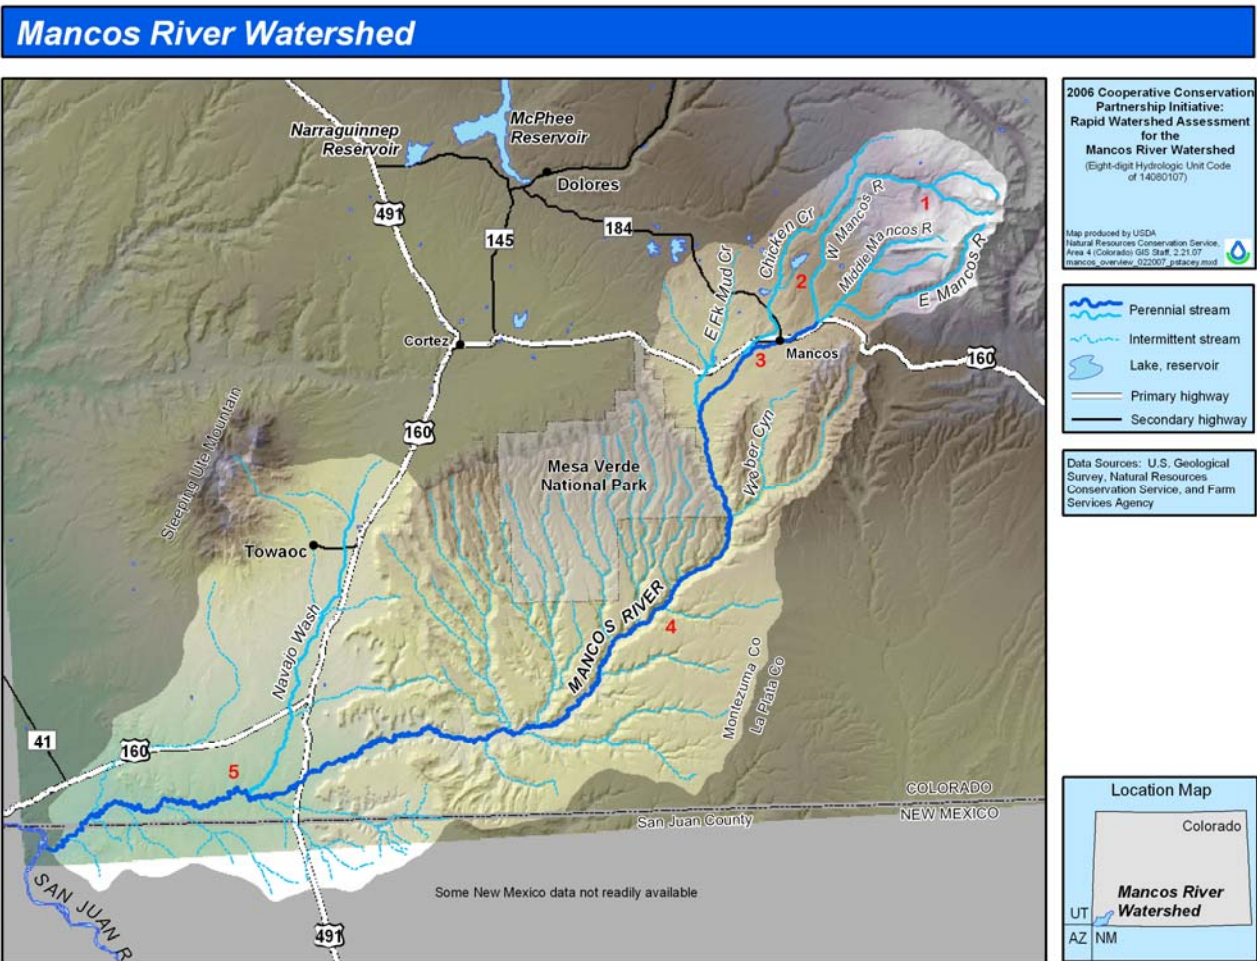 Mancos River Watershed
Narraguinnep
Reservoir
McPhee
Reservoir
Dolores
491
145
184
Chicken Cr
W Mancos R
1
Middle Mancos R
E Mancos R
2
E Fk Mud Cr
Cortez
3
Mancos
160
160
Sleeping Ute Mountain
Mesa Verde
National Park
Weber Cyn
Towaoc
Navajo Wash
MANCOS RIVER
4
Montezuma Co
La Plata Co
41
160
5
COLORADO
NEW MEXICO
San Juan County
SAN JUAN R
Some New Mexico data not readily available
491
2006 Cooperative Conservation
Partnership Initiative:
Rapid Watershed Assessment
for the
Mancos River Watershed
(Eight-digit Hydrologic Unit Code
of 14080107)
Map produced by USDA
Natural Resources Conservation Service,
Area 4 (Colorado) GIS Staff, 2.21.07
mancos_overview_022007_pstacey.mxd
Perennial stream
Intermittent stream
Lake, reservoir
Primary highway
Secondary highway
Data Sources: U.S. Geological
Survey, Natural Resources
Conservation Service, and Farm
Services Agency
Location Map
Colorado
Mancos River
Watershed
UT
AZ
NM